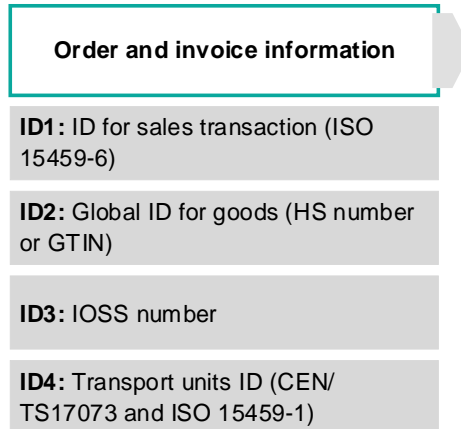 Order and invoice information
ID1: ID for sales transaction (ISO
15459-6)
ID2: Global ID for goods (HS number
or GTIN)
ID3: IOSS number
ID4: Transport units ID (CEN/
TS17073 and ISO 15459-1)